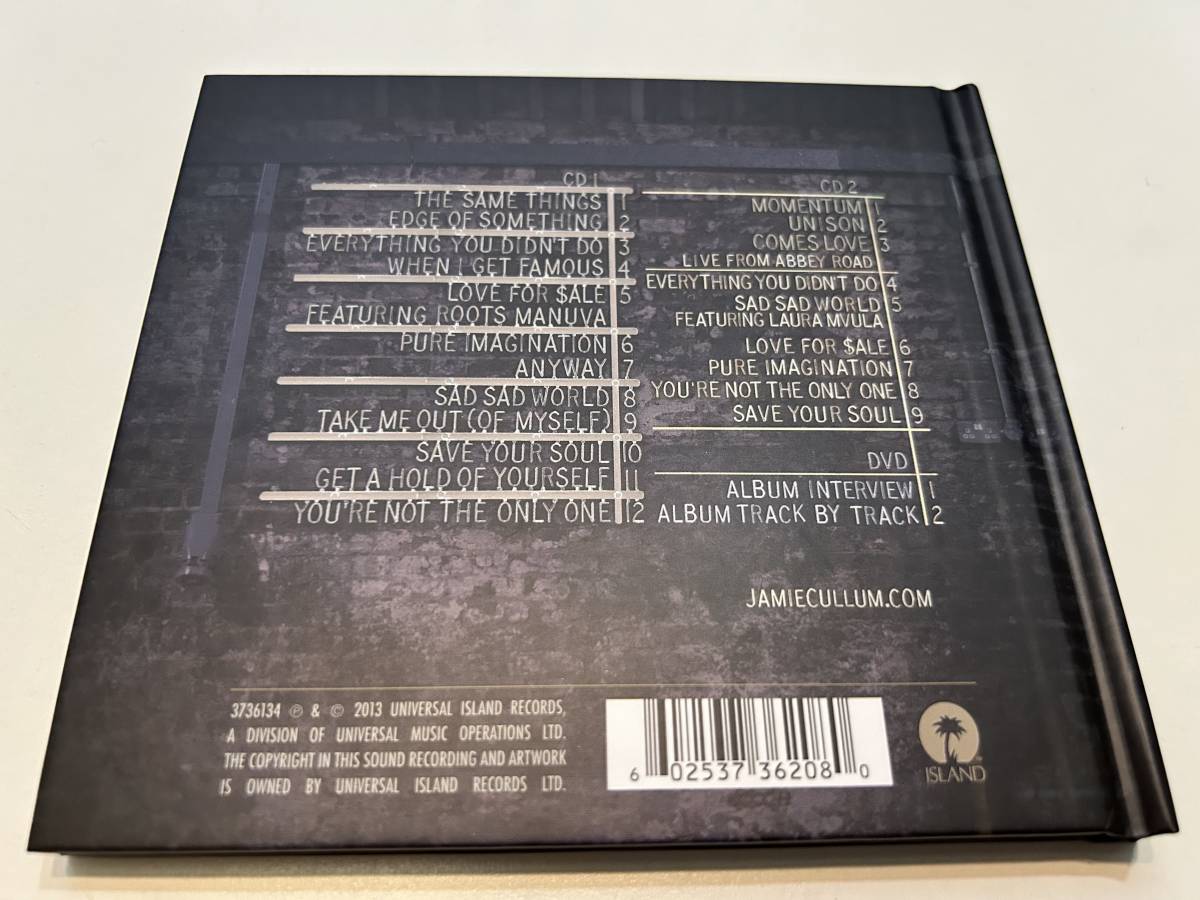 CD 1
THE SAME THINGS 1
EDGE OF SOMETHING 2
EVERYTHING YOU DIDN'T DO 3
WHEN I GET FAMOUS 4
LOVE FOR $ALE 5
FEATURING ROOTS MANUVA
PURE IMAGINATION 6
ANYWAY 7
SAD SAD WORLD 8
TAKE ME OUT (OF MYSELF) 9
SAVE YOUR SOUL 10
GET A HOLD OF YOURSELF 11
YOU'RE NOT THE ONLY ONE 12
CD 2
MOMENTUM 1
UNISON 2
COMES LOVE 3
LIVE FROM ABBEY ROAD
EVERYTHING YOU DIDN'T DO 4
SAD SAD WORLD 5
FEATURING LAURA MVULA
LOVE FOR $ALE 6
PURE IMAGINATION 7
YOU'RE NOT THE ONLY ONE 8
SAVE YOUR SOUL 9
DVD
ALBUM INTERVIEW 1
ALBUM TRACK BY TRACK 2
JAMIECULLUM.COM
3736134 ℗ & © 2013 UNIVERSAL ISLAND RECORDS,
A DIVISION OF UNIVERSAL MUSIC OPERATIONS LTD.
THE COPYRIGHT IN THIS SOUND RECORDING AND ARTWORK
IS OWNED BY UNIVERSAL ISLAND RECORDS LTD.
6 02537 36208 0
ISLAND